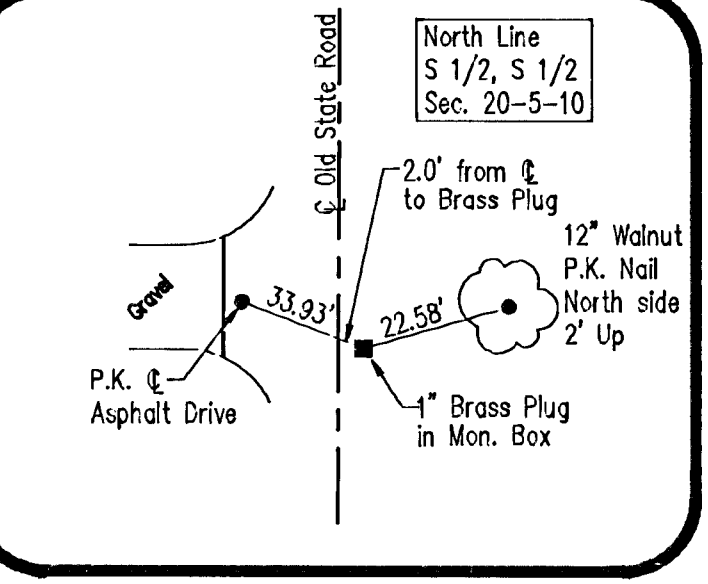 North Line
S 1/2, S 1/2
Sec. 20-5-10
℄ Old State Road
2.0' from ℄
to Brass Plug
12" Walnut
P.K. Nail
North side
2' Up
Gravel
33.93'
22.58'
P.K. ℄
Asphalt Drive
1" Brass Plug
in Mon. Box